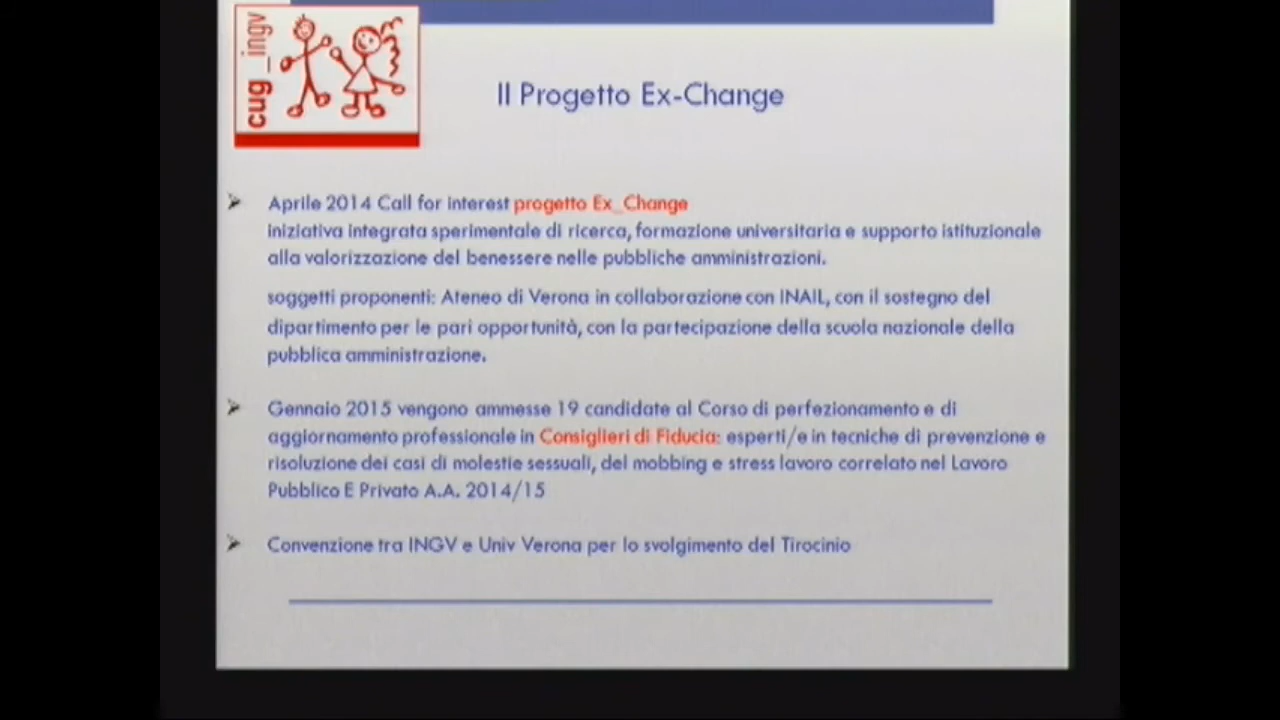 cug_ingv
Il Progetto Ex-Change
Aprile 2014 Call for interest progetto Ex_Change
iniziativa integrata sperimentale di ricerca, formazione universitaria e supporto istituzionale
alla valorizzazione del benessere nelle pubbliche amministrazioni.
soggetti proponenti: Ateneo di Verona in collaborazione con INAIL, con il sostegno del
dipartimento per le pari opportunità, con la partecipazione della scuola nazionale della
pubblica amministrazione.
Gennaio 2015 vengono ammesse 19 candidate al Corso di perfezionamento e di
aggiornamento professionale in Consiglieri di Fiducia: esperti/e in tecniche di prevenzione e
risoluzione dei casi di molestie sessuali, del mobbing e stress lavoro correlato nel Lavoro
Pubblico E Privato A.A. 2014/15
Convenzione tra INGV e Univ Verona per lo svolgimento del Tirocinio